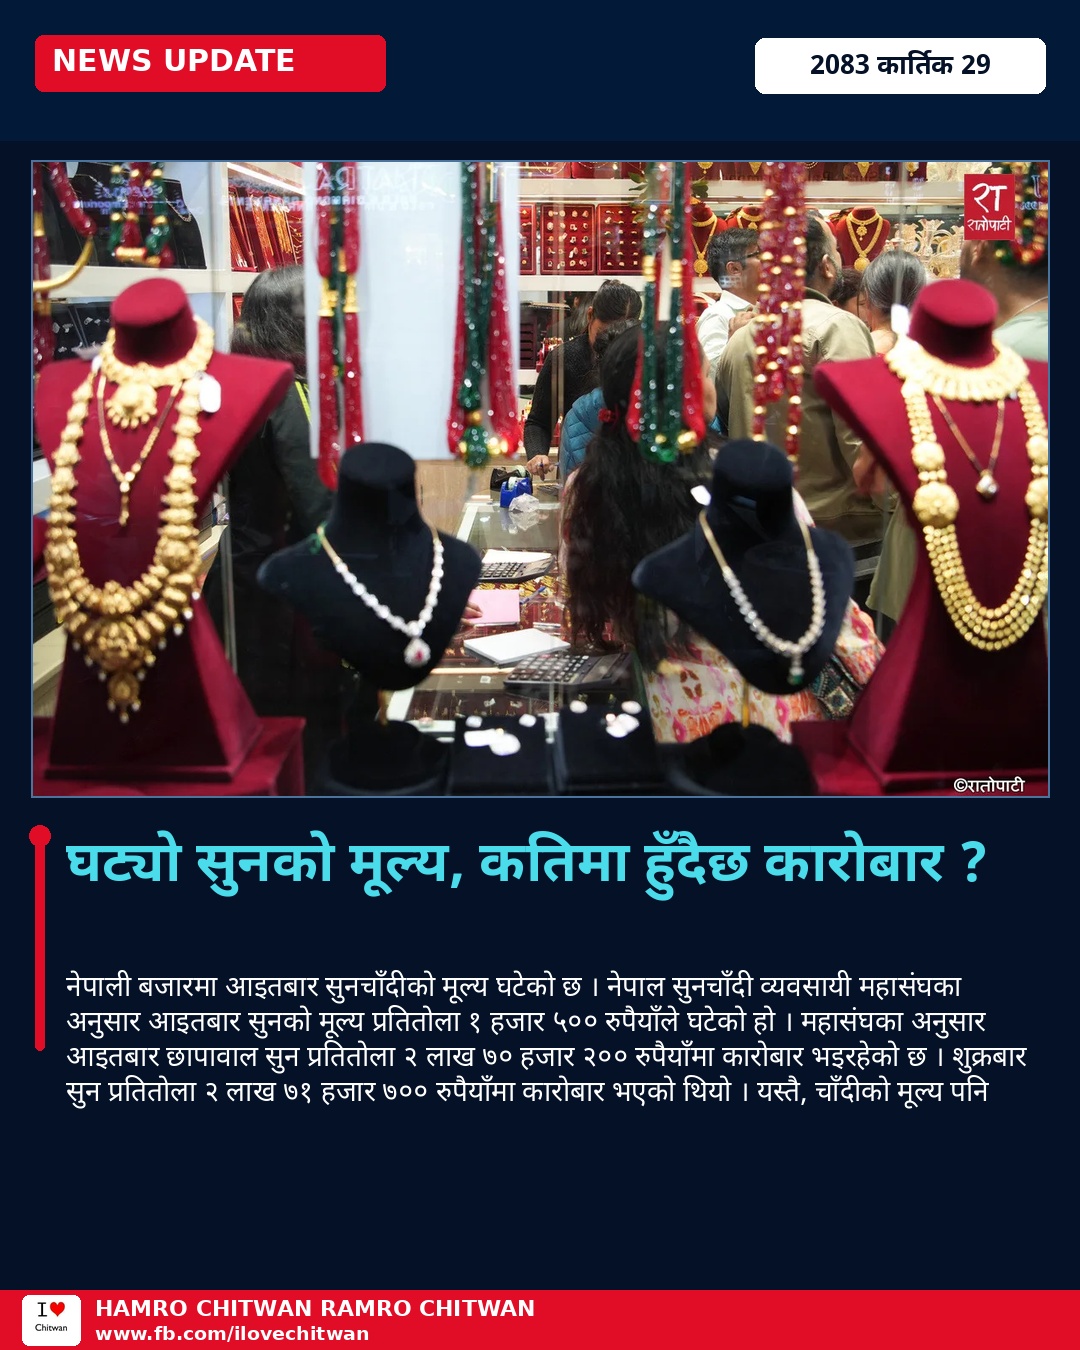 NEWS UPDATE
2083 कार्तिक 29
रातोपाटी
©रातोपाटी
घट्यो सुनको मूल्य, कतिमा हुँदैछ कारोबार ?
नेपाली बजारमा आइतबार सुनचाँदीको मूल्य घटेको छ । नेपाल सुनचाँदी व्यवसायी महासंघका
अनुसार आइतबार सुनको मूल्य प्रतितोला १ हजार ५०० रुपैयाँले घटेको हो । महासंघका अनुसार
आइतबार छापावाल सुन प्रतितोला २ लाख ७० हजार २०० रुपैयाँमा कारोबार भइरहेको छ । शुक्रबार
सुन प्रतितोला २ लाख ७१ हजार ७०० रुपैयाँमा कारोबार भएको थियो । यस्तै, चाँदीको मूल्य पनि
I
Chitwan
HAMRO CHITWAN RAMRO CHITWAN
www.fb.com/ilovechitwan